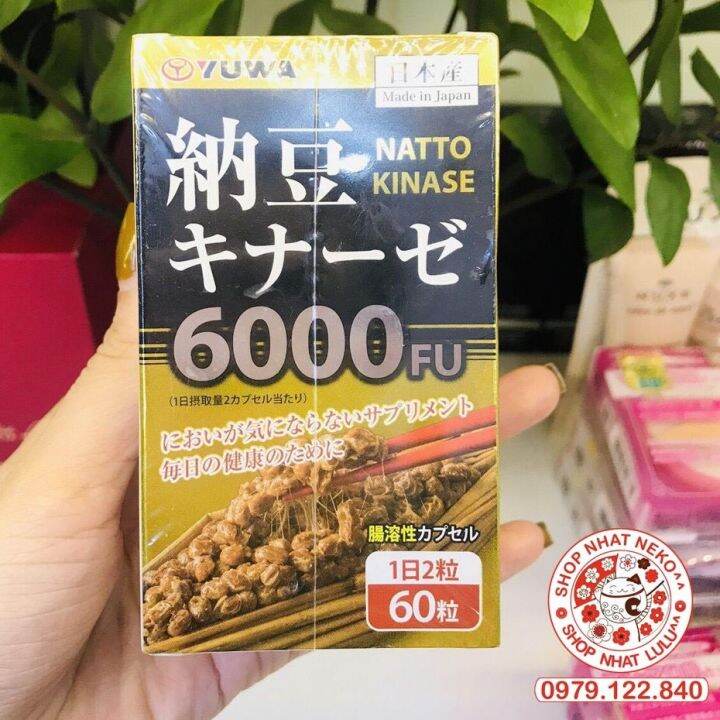 YUWA
日本産
Made in Japan
納豆
NATTO
KINASE
キナーゼ
6000FU
(1日摂取量2カプセル当たり)
においが気にならないサプリメント
毎日の健康のために
腸溶性カプセル
1日2粒
60粒
SHOP NHAT NEKO^^
SHOP NHAT LULU^^
0979.122.840